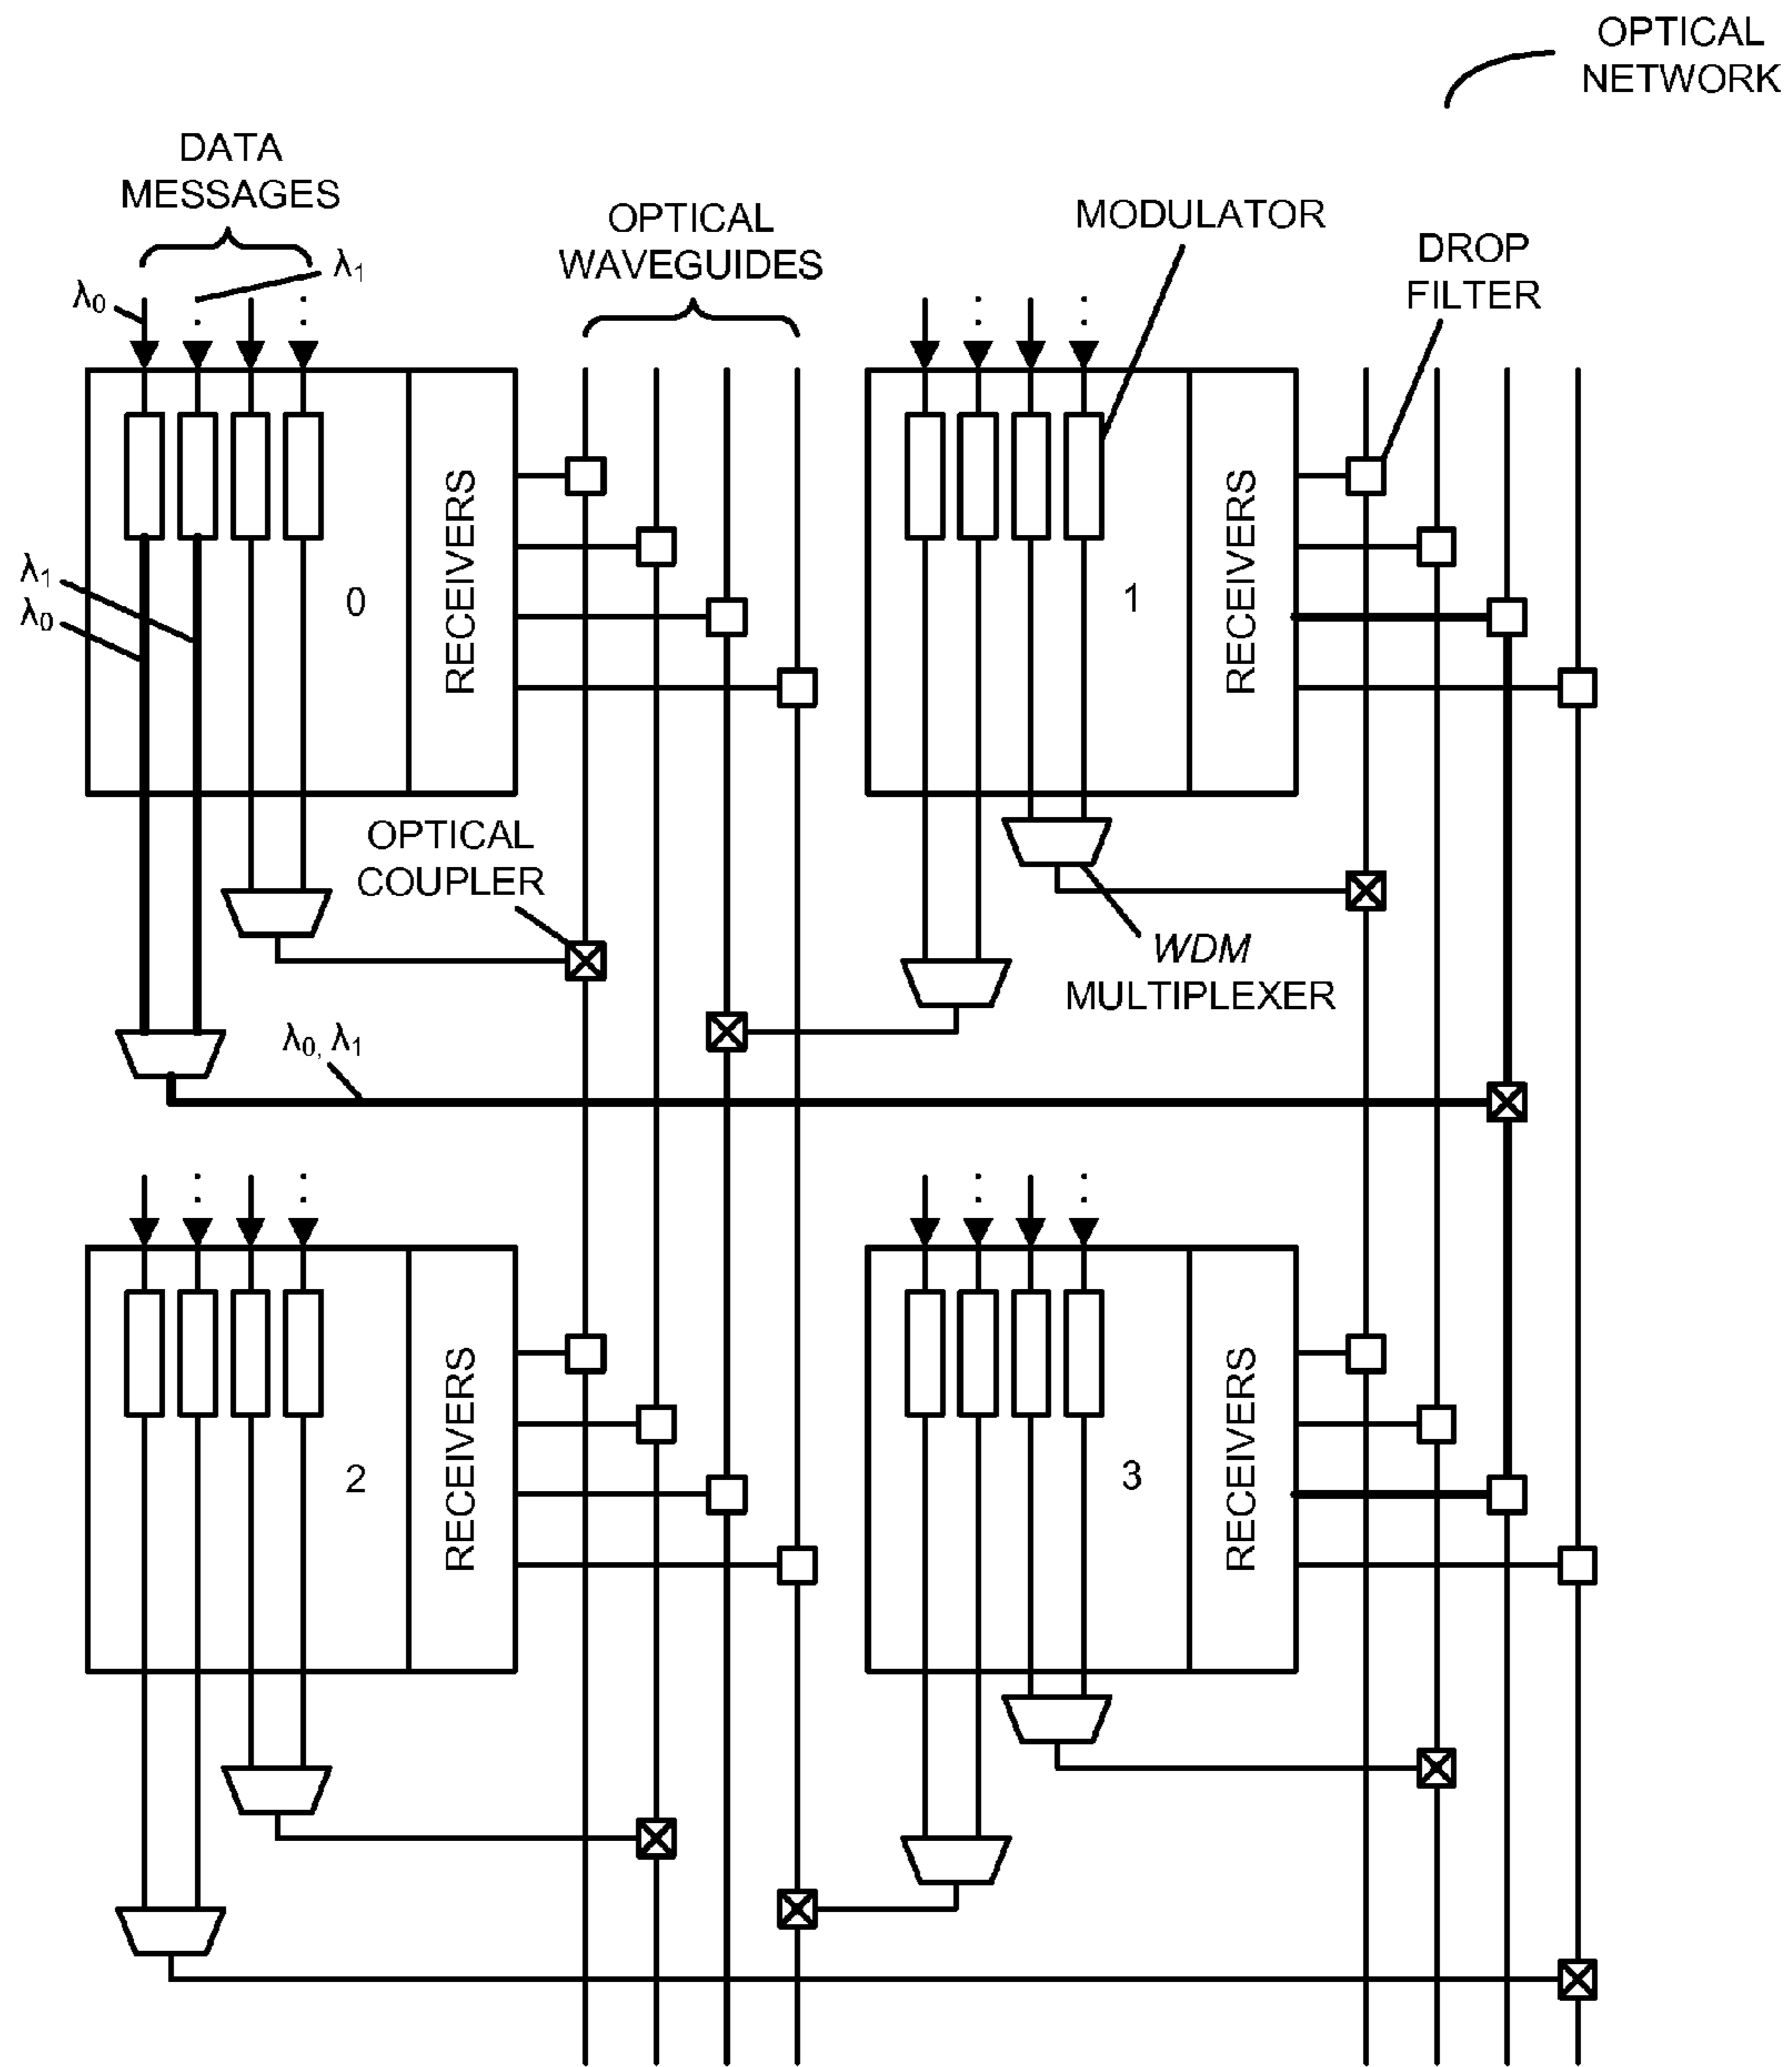 OPTICAL
NETWORK
DATA
MESSAGES
OPTICAL
WAVEGUIDES
MODULATOR
DROP
FILTER
λ0
λ1
λ1
λ0
0
RECEIVERS
1
RECEIVERS
OPTICAL
COUPLER
WDM
MULTIPLEXER
λ0, λ1
2
RECEIVERS
3
RECEIVERS